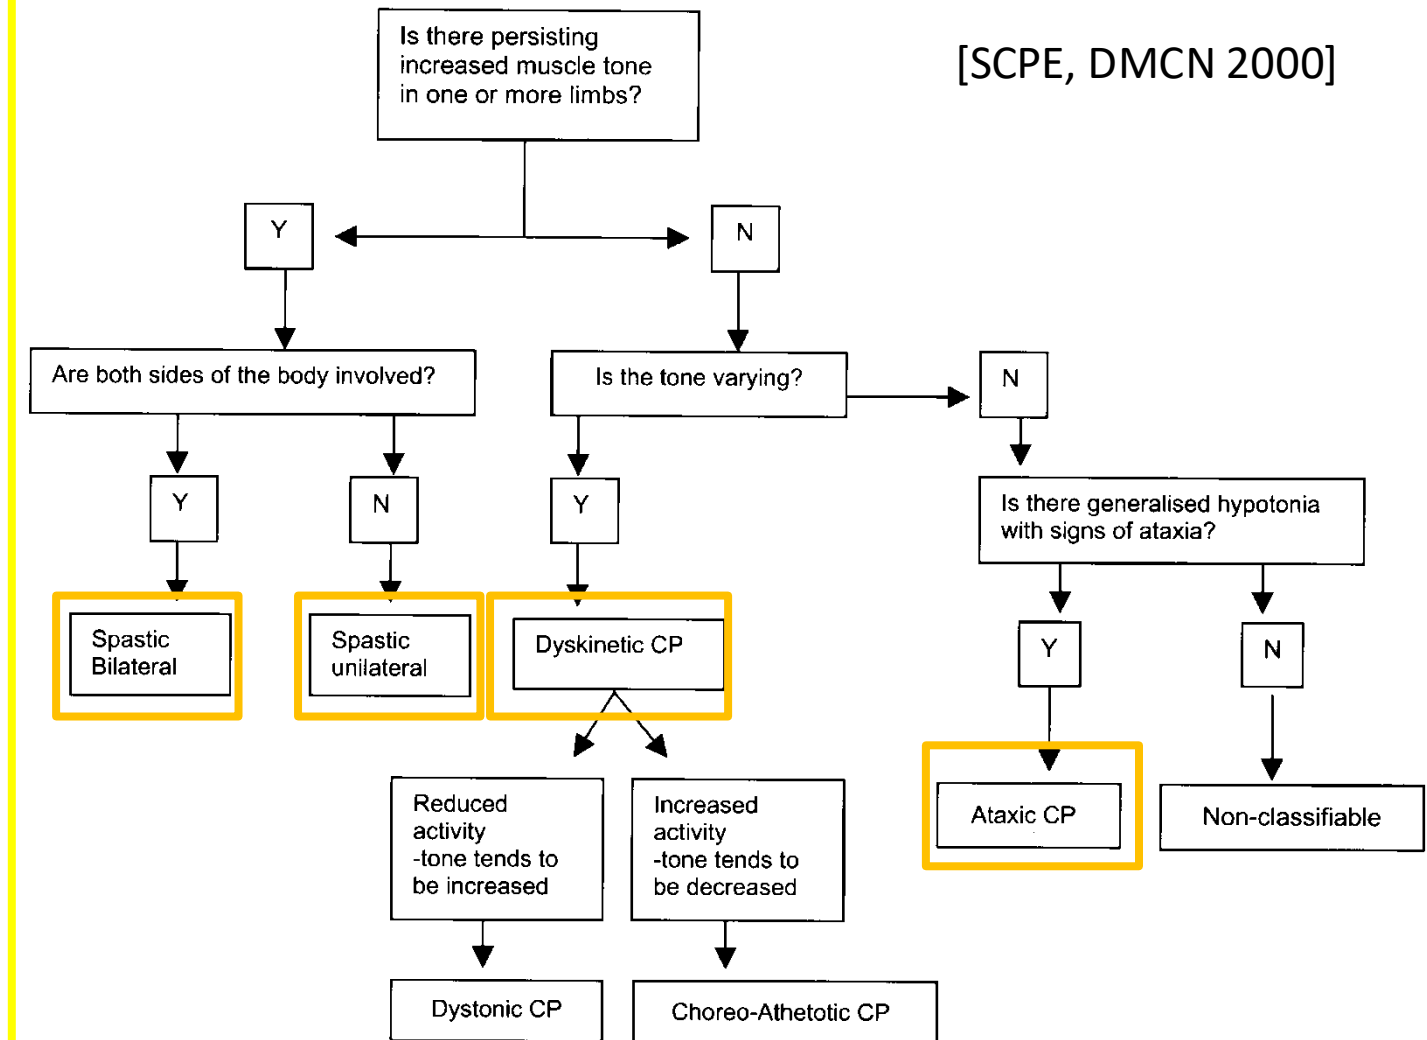 Is there persisting
increased muscle tone
in one or more limbs?
[SCPE, DMCN 2000]
Y
N
Are both sides of the body involved?
Is the tone varying?
N
Y
N
Y
Is there generalised hypotonia
with signs of ataxia?
Spastic
Bilateral
Spastic
unilateral
Dyskinetic CP
Y
N
Reduced
activity
-tone tends to
be increased
Increased
activity
-tone tends to
be decreased
Ataxic CP
Non-classifiable
Dystonic CP
Choreo-Athetotic CP